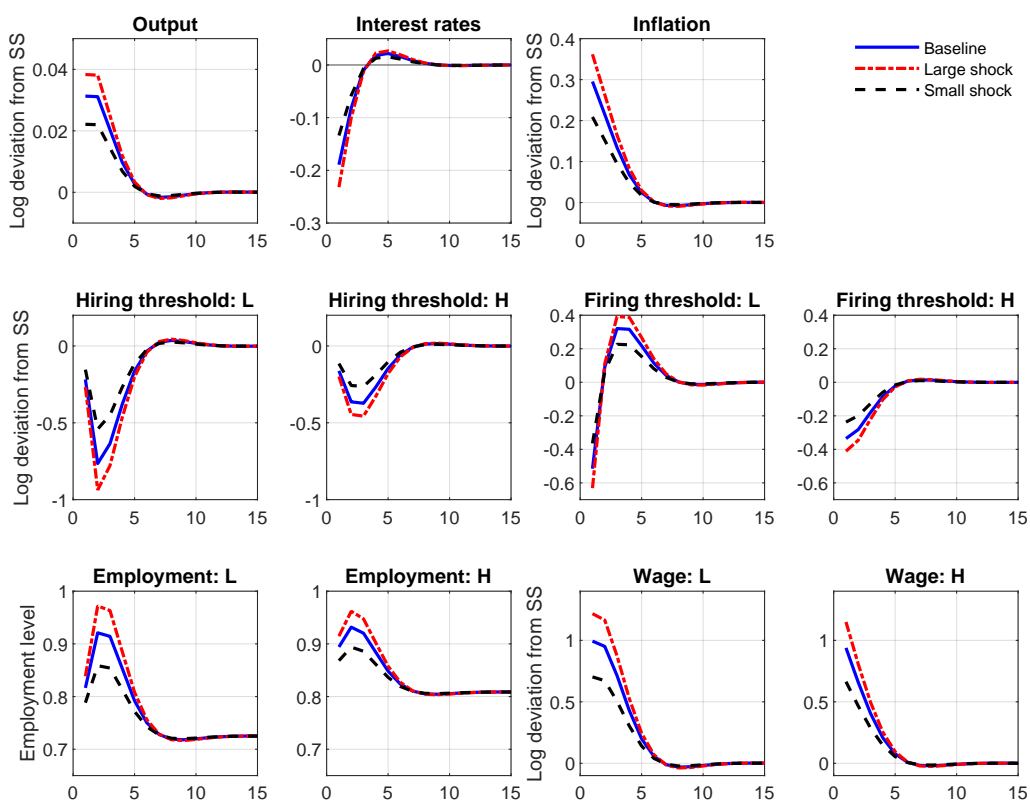 Output
Interest rates
Inflation
Log deviation from SS
0.04
0.02
0
0 5 10 15
0
-0.1
-0.2
-0.3
0 5 10 15
Log deviation from SS
0.4
0.3
0.2
0.1
0
0 5 10 15
Baseline
Large shock
Small shock
Hiring threshold: L
Hiring threshold: H
Firing threshold: L
Firing threshold: H
Log deviation from SS
0
-0.5
-1
0 5 10 15
0
-0.5
-1
0 5 10 15
0.4
0.2
0
-0.2
-0.4
-0.6
0 5 10 15
0.4
0.2
0
-0.2
-0.4
-0.6
0 5 10 15
Employment: L
Employment: H
Wage: L
Wage: H
Employment level
1
0.9
0.8
0.7
0 5 10 15
1
0.9
0.8
0.7
0 5 10 15
Log deviation from SS
1
0.5
0
0 5 10 15
1
0.5
0
0 5 10 15